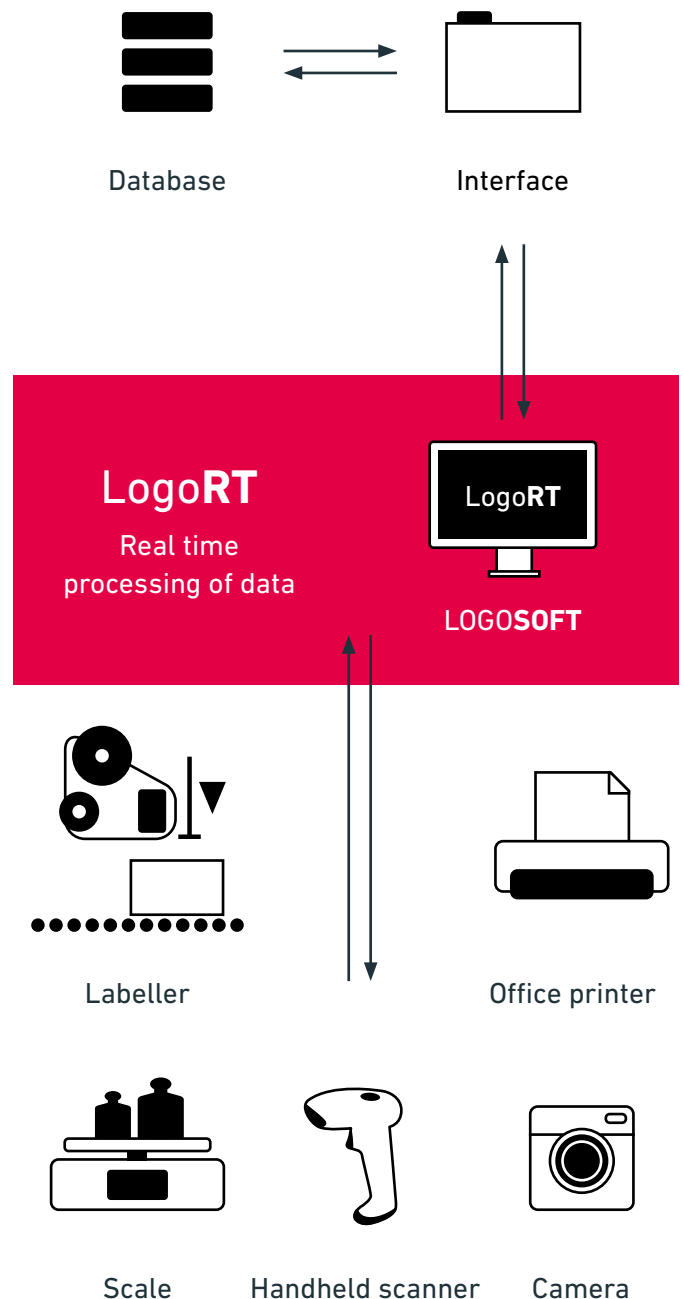 Database
Interface
LogoRT
Real time
processing of data
LogoRT
LOGOSOFT
Labeller
Office printer
Scale
Handheld scanner
Camera